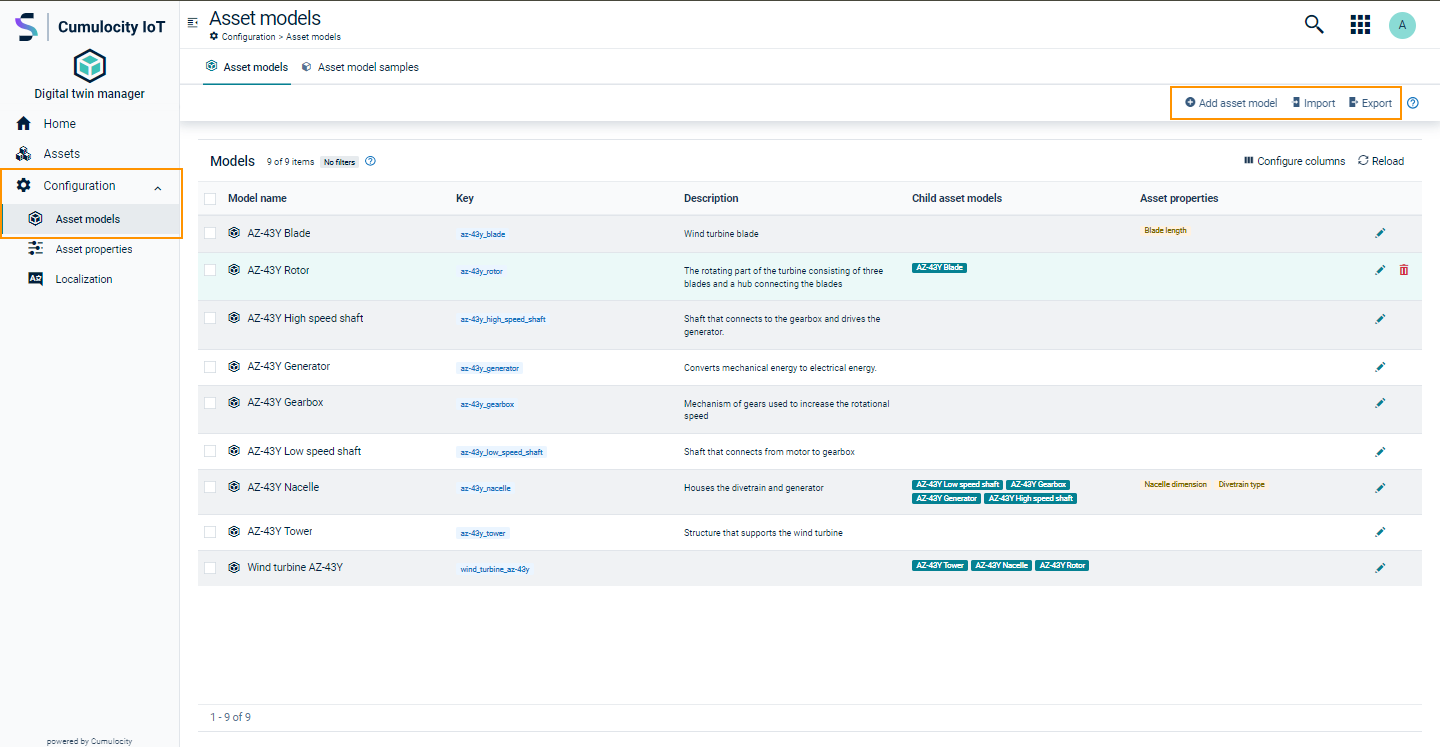 Cumulocity IoT
Digital twin manager
Home
Assets
Configuration
Asset models
Asset properties
Localization
powered by Cumulocity
Asset models
Configuration > Asset models
A
Asset models Asset model samples
Add asset model Import Export
Models 9 of 9 items No filters
Configure columns Reload
Model name Key Description Child asset models Asset properties
AZ-43Y Blade az-43y_blade Wind turbine blade Blade length
AZ-43Y Rotor az-43y_rotor The rotating part of the turbine consisting of three AZ-43Y Blade
blades and a hub connecting the blades
AZ-43Y High speed shaft az-43y_high_speed_shaft Shaft that connects to the gearbox and drives the
generator.
AZ-43Y Generator az-43y_generator Converts mechanical energy to electrical energy.
AZ-43Y Gearbox az-43y_gearbox Mechanism of gears used to increase the rotational
speed
AZ-43Y Low speed shaft az-43y_low_speed_shaft Shaft that connects from motor to gearbox
AZ-43Y Nacelle az-43y_nacelle Houses the divetrain and generator AZ-43Y Low speed shaft AZ-43Y Gearbox Nacelle dimension Divetrain type
AZ-43Y Generator AZ-43Y High speed shaft
AZ-43Y Tower az-43y_tower Structure that supports the wind turbine
Wind turbine AZ-43Y wind_turbine_az-43y AZ-43Y Tower AZ-43Y Nacelle AZ-43Y Rotor
1 - 9 of 9